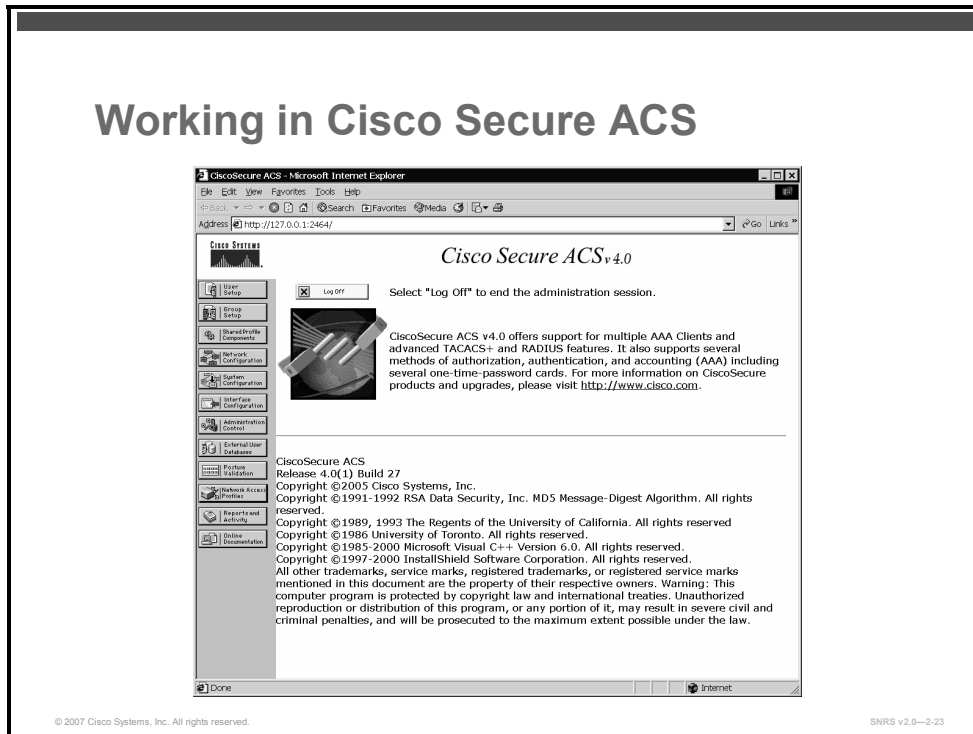 Working in Cisco Secure ACS
CiscoSecure ACS - Microsoft Internet Explorer
File Edit View Favorites Tools Help
Back Search Favorites Media
Address http://127.0.0.1:2464/ Go Links »
CISCO SYSTEMS
Cisco Secure ACS v4.0
User Setup
Group Setup
Shared Profile Components
Network Configuration
System Configuration
Interface Configuration
Administration Control
External User Databases
Posture Validation
Network Access Profiles
Reports and Activity
Online Documentation
Log Off
Select "Log Off" to end the administration session.
CiscoSecure ACS v4.0 offers support for multiple AAA Clients and
advanced TACACS+ and RADIUS features. It also supports several
methods of authorization, authentication, and accounting (AAA) including
several one-time-password cards. For more information on CiscoSecure
products and upgrades, please visit http://www.cisco.com.
CiscoSecure ACS
Release 4.0(1) Build 27
Copyright ©2005 Cisco Systems, Inc.
Copyright ©1991-1992 RSA Data Security, Inc. MD5 Message-Digest Algorithm. All rights
reserved.
Copyright ©1989, 1993 The Regents of the University of California. All rights reserved
Copyright ©1986 University of Toronto. All rights reserved.
Copyright ©1985-2000 Microsoft Visual C++ Version 6.0. All rights reserved.
Copyright ©1997-2000 InstallShield Software Corporation. All rights reserved.
All other trademarks, service marks, registered trademarks, or registered service marks
mentioned in this document are the property of their respective owners. Warning: This
computer program is protected by copyright law and international treaties. Unauthorized
reproduction or distribution of this program, or any portion of it, may result in severe civil and
criminal penalties, and will be prosecuted to the maximum extent possible under the law.
Done Internet
© 2007 Cisco Systems, Inc. All rights reserved. SNRS v2.0—2-23